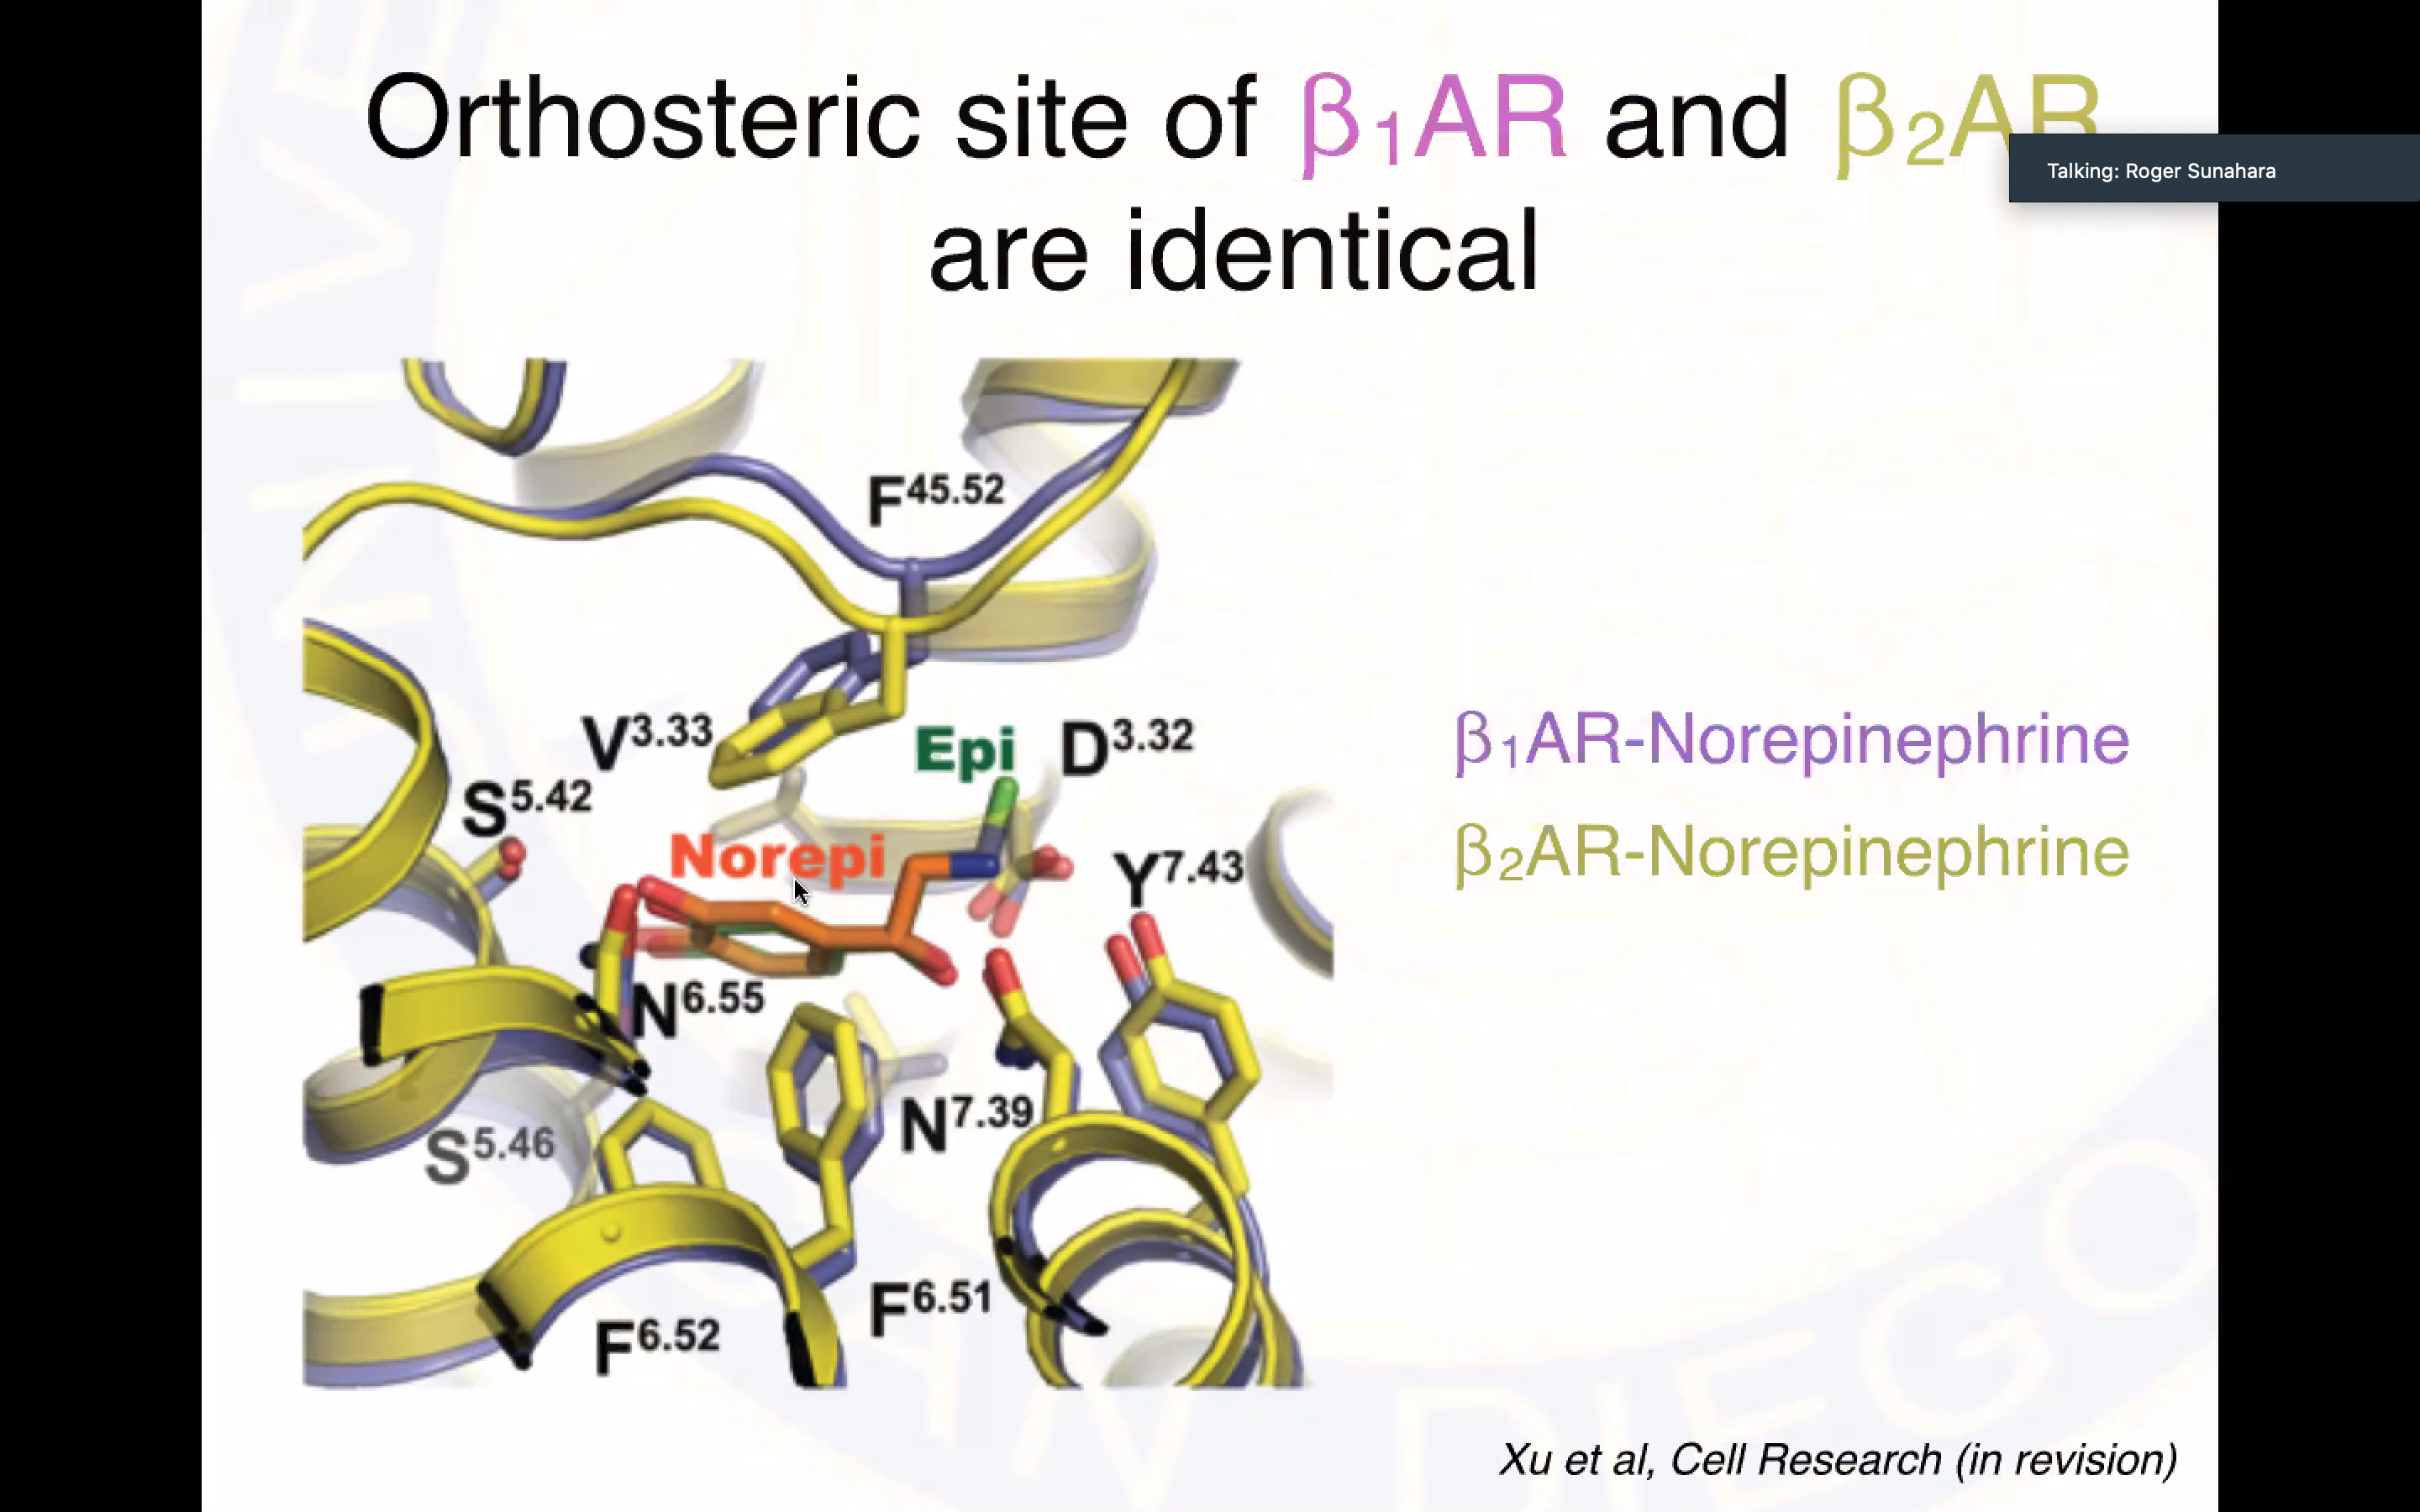 Orthosteric site of β₁AR and β₂AR
Talking: Roger Sunahara
are identical
F45.52
V3.33
Epi
D3.32
S5.42
Norepi
Y7.43
N6.55
N7.39
S5.46
F6.51
F6.52
β₁AR-Norepinephrine
β₂AR-Norepinephrine
Xu et al, Cell Research (in revision)